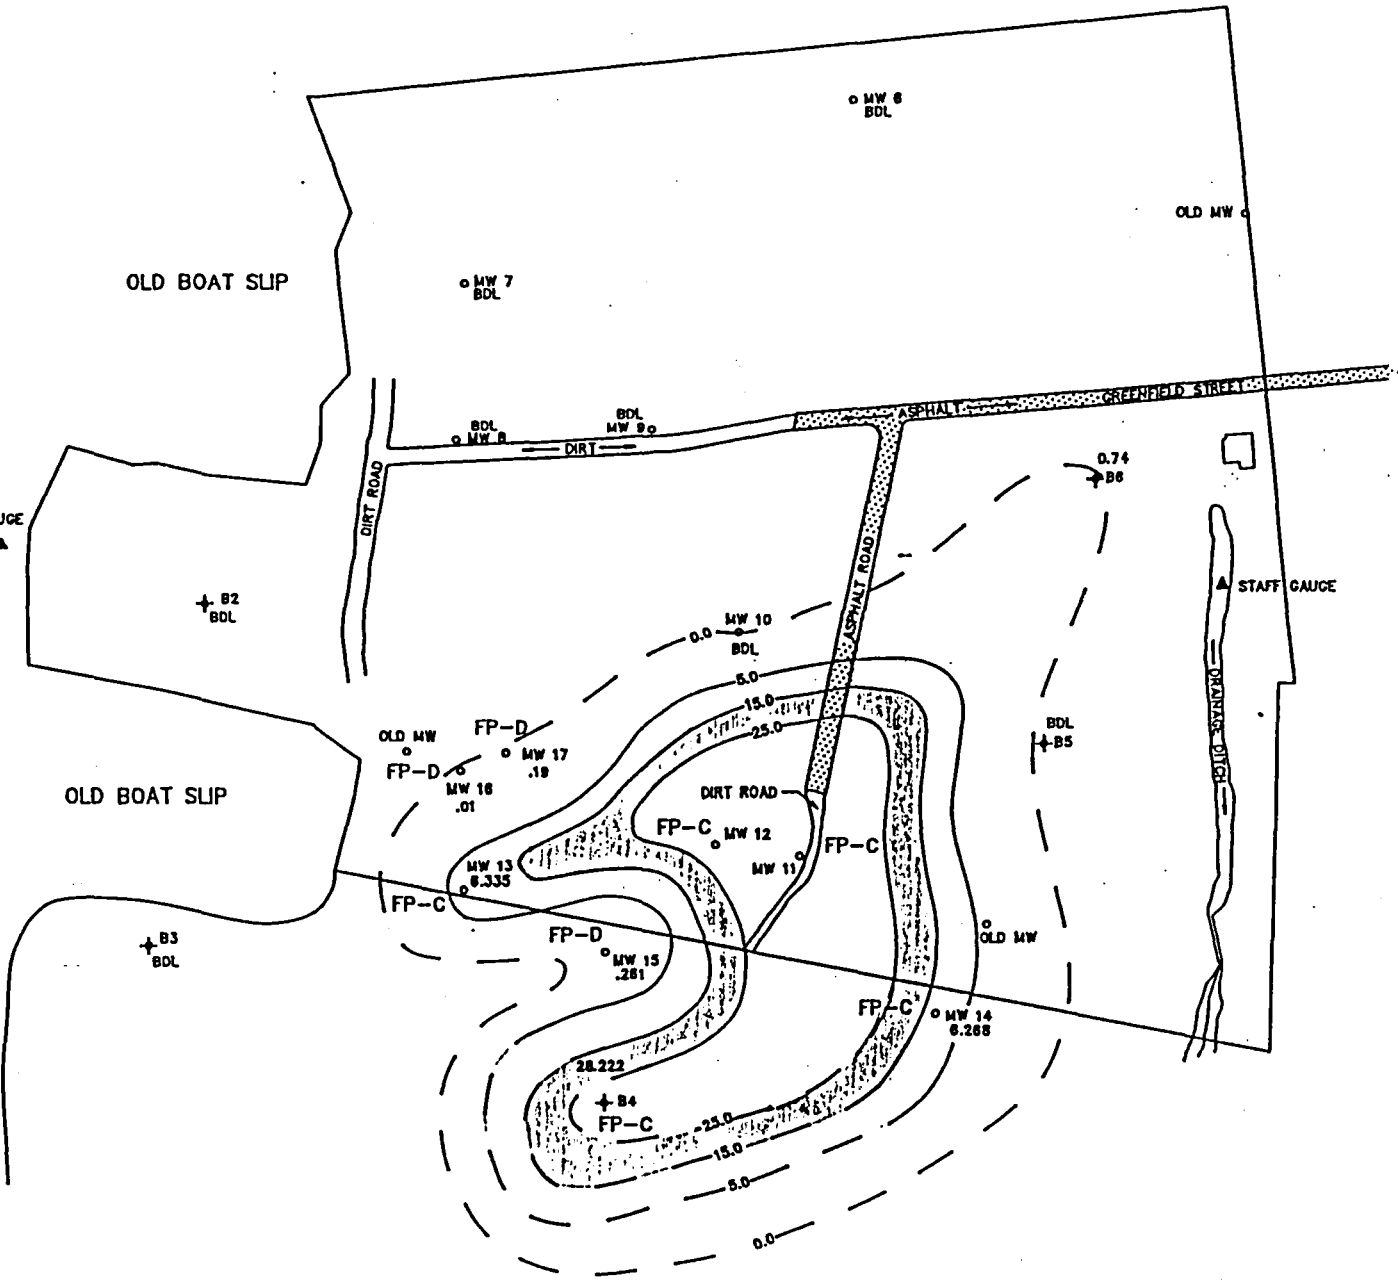 MW 6
BDL
OLD MW
OLD BOAT SLIP
MW 7
BDL
GREENFIELD STREET
ASPHALT
BDL
MW 8
BDL
MW 9
DIRT
DIRT ROAD
0.74
B6
ASPHALT ROAD
STAFF GAUGE
B2
BDL
MW 10
0.0
BDL
5.0
15.0
25.0
DRAINAGE DITCH
BDL
B5
FP-D
OLD MW
MW 17
.19
FP-D
MW 16
.01
OLD BOAT SLIP
DIRT ROAD
FP-C
MW 12
FP-C
MW 11
MW 13
6.335
FP-C
FP-D
MW 15
.261
OLD MW
B3
BDL
FP-C
MW 14
6.268
28.222
B4
FP-C
25.0
15.0
5.0
0.0